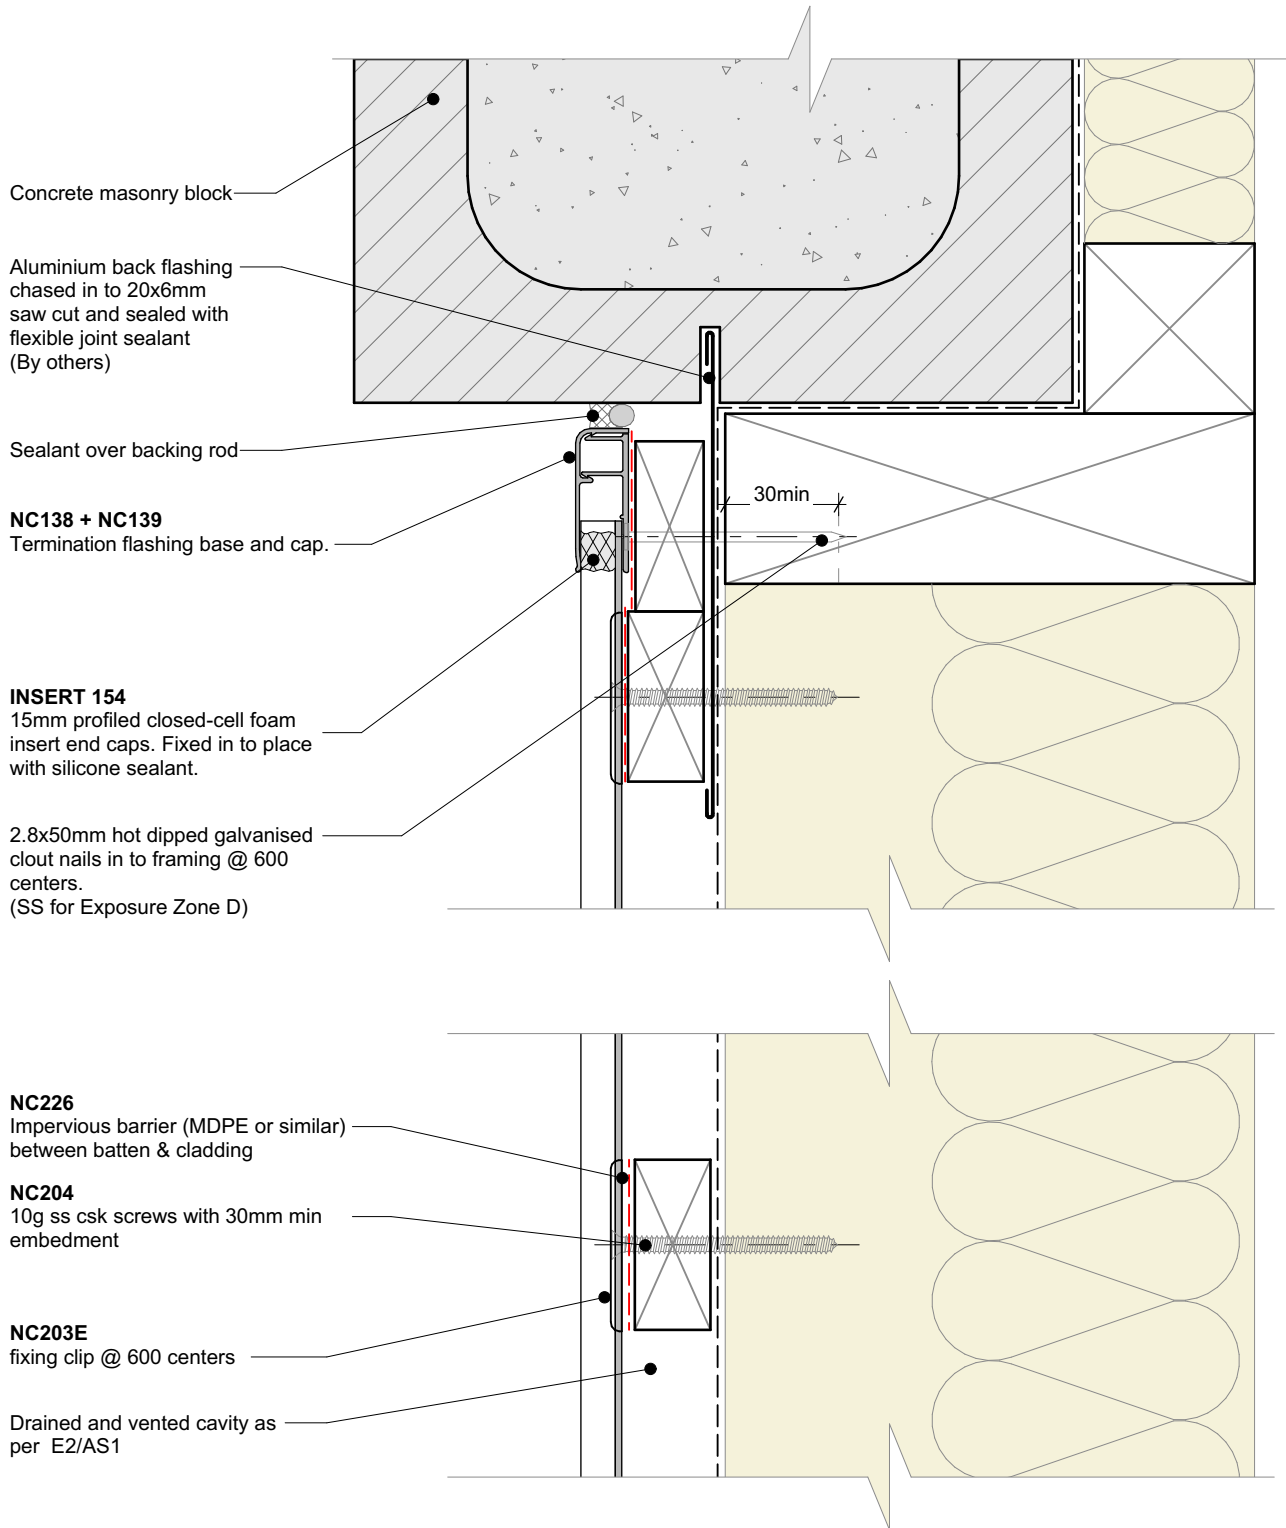 Concrete masonry block
Aluminium back flashing
chased in to 20x6mm
saw cut and sealed with
flexible joint sealant
(By others)
Sealant over backing rod
30min
NC138 + NC139
Termination flashing base and cap.
INSERT 154
15mm profiled closed-cell foam
insert end caps. Fixed in to place
with silicone sealant.
2.8x50mm hot dipped galvanised
clout nails in to framing @ 600
centers.
(SS for Exposure Zone D)
NC226
Impervious barrier (MDPE or similar)
between batten & cladding
NC204
10g ss csk screws with 30mm min
embedment
NC203E
fixing clip @ 600 centers
Drained and vented cavity as
per E2/AS1